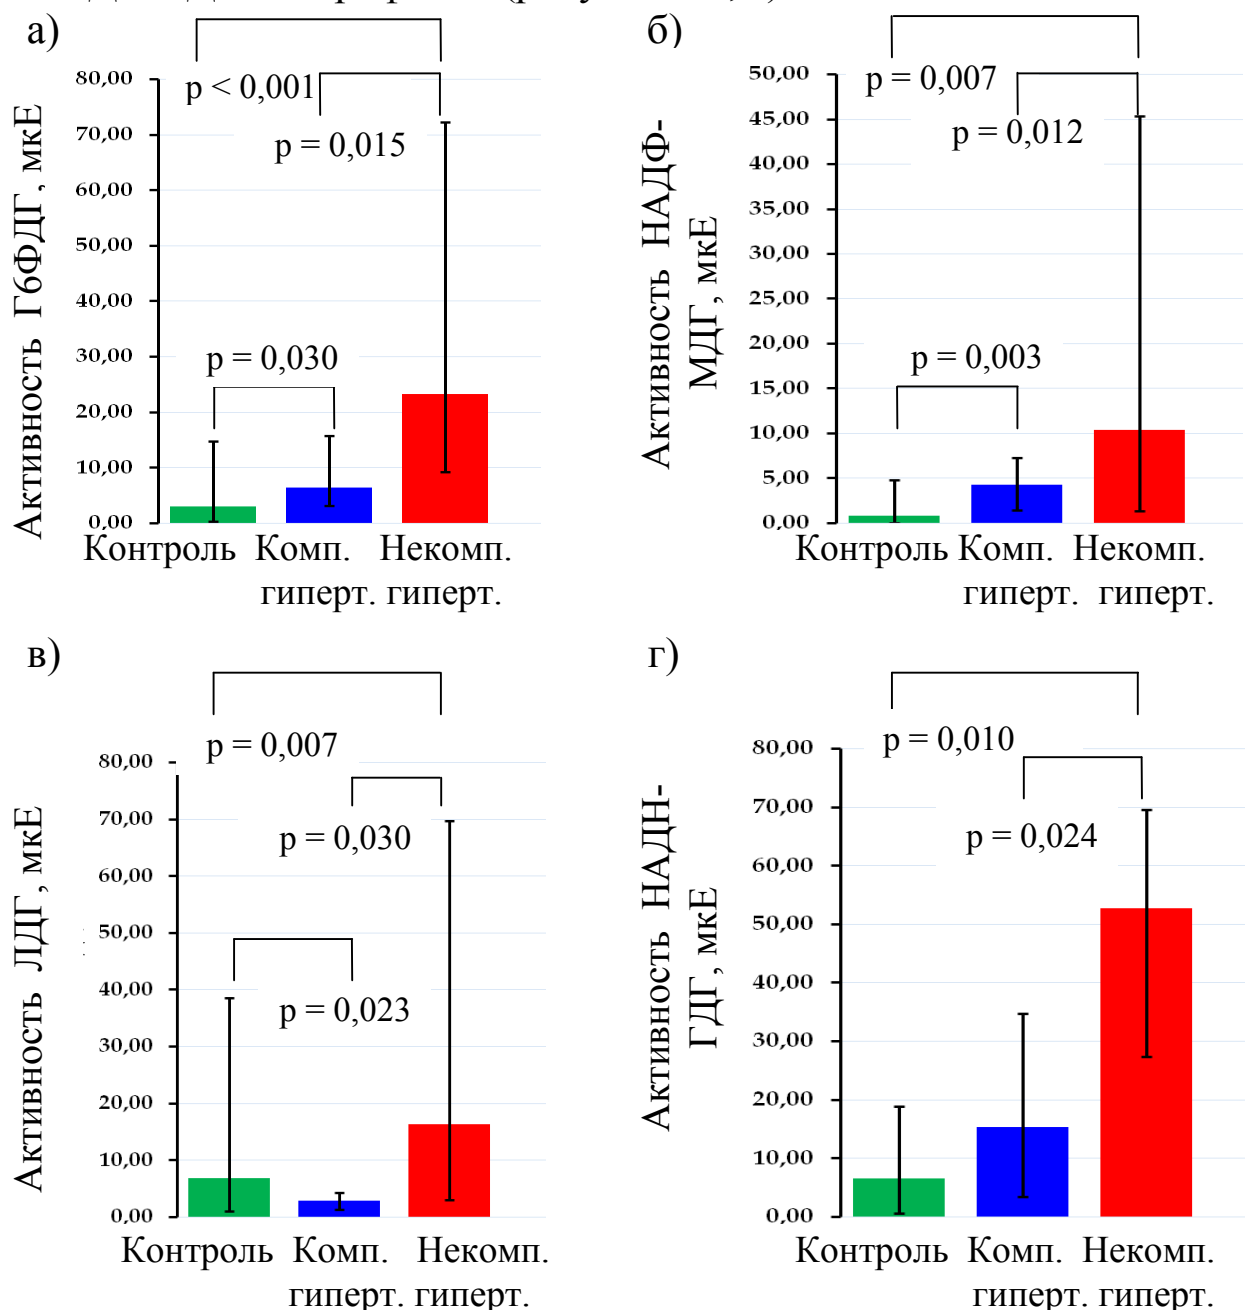 а)
p < 0,001
p = 0,015
p = 0,030
Активность Г6ФДГ, мкЕ
80,00
70,00
60,00
50,00
40,00
30,00
20,00
10,00
0,00
Контроль Комп. Некомп.
гиперт. гиперт.
б)
p = 0,007
p = 0,012
p = 0,003
Активность НАДФ-
МДГ, мкЕ
50,00
45,00
40,00
35,00
30,00
25,00
20,00
15,00
10,00
5,00
0,00
Контроль Комп. Некомп.
гиперт. гиперт.
в)
p = 0,007
p = 0,030
p = 0,023
Активность ЛДГ, мкЕ
80,00
70,00
60,00
50,00
40,00
30,00
20,00
10,00
0,00
Контроль Комп. Некомп.
гиперт. гиперт.
г)
p = 0,010
p = 0,024
Активность НАДН-
ГДГ, мкЕ
80,00
70,00
60,00
50,00
40,00
30,00
20,00
10,00
0,00
Контроль Комп. Некомп.
гиперт. гиперт.